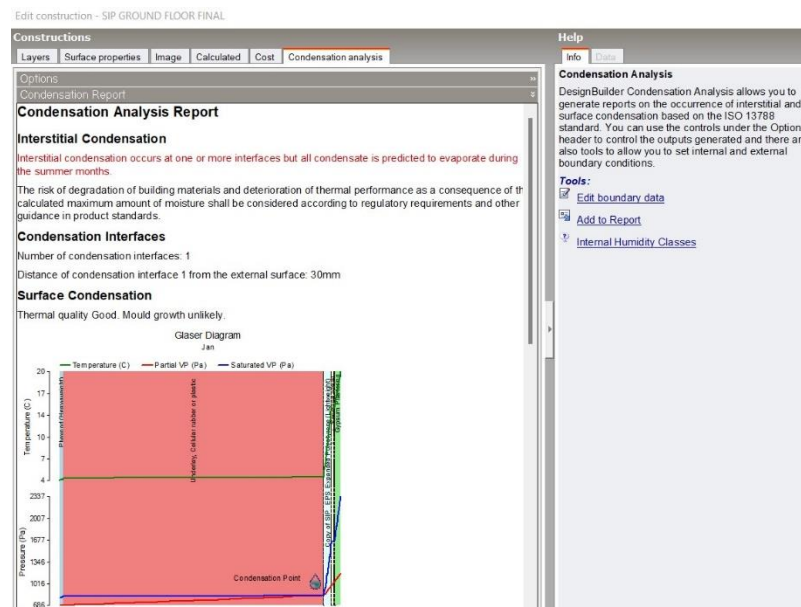 Edit construction - SIP GROUND FLOOR FINAL
Constructions
Layers Surface properties Image Calculated Cost Condensation analysis
Options
Condensation Report
Condensation Analysis Report
Interstitial Condensation
Interstitial condensation occurs at one or more interfaces but all condensate is predicted to evaporate during
the summer months.
The risk of degradation of building materials and deterioration of thermal performance as a consequence of th
calculated maximum amount of moisture shall be considered according to regulatory requirements and other
guidance in product standards.
Condensation Interfaces
Number of condensation interfaces: 1
Distance of condensation interface 1 from the external surface: 30mm
Surface Condensation
Thermal quality Good. Mould growth unlikely.
Glaser Diagram
Jan
Temperature (C) Partial VP (Pa) Saturated VP (Pa)
Temperature (C)
20
17
14
10
7
4
Underlay, Cellular rubber or plastic
Copy of SIP EPS Expanded Polystyrene (Lightweight)
Gypsum Plastering
Pressure (Pa)
2337
2007
1677
1346
1016
686
Condensation Point
Help
Info Data
Condensation Analysis
DesignBuilder Condensation Analysis allows you to
generate reports on the occurrence of interstitial and
surface condensation based on the ISO 13788
standard. You can use the controls under the Option
header to control the outputs generated and there ar
also tools to allow you to set internal and external
boundary conditions.
Tools:
Edit boundary data
Add to Report
Internal Humidity Classes